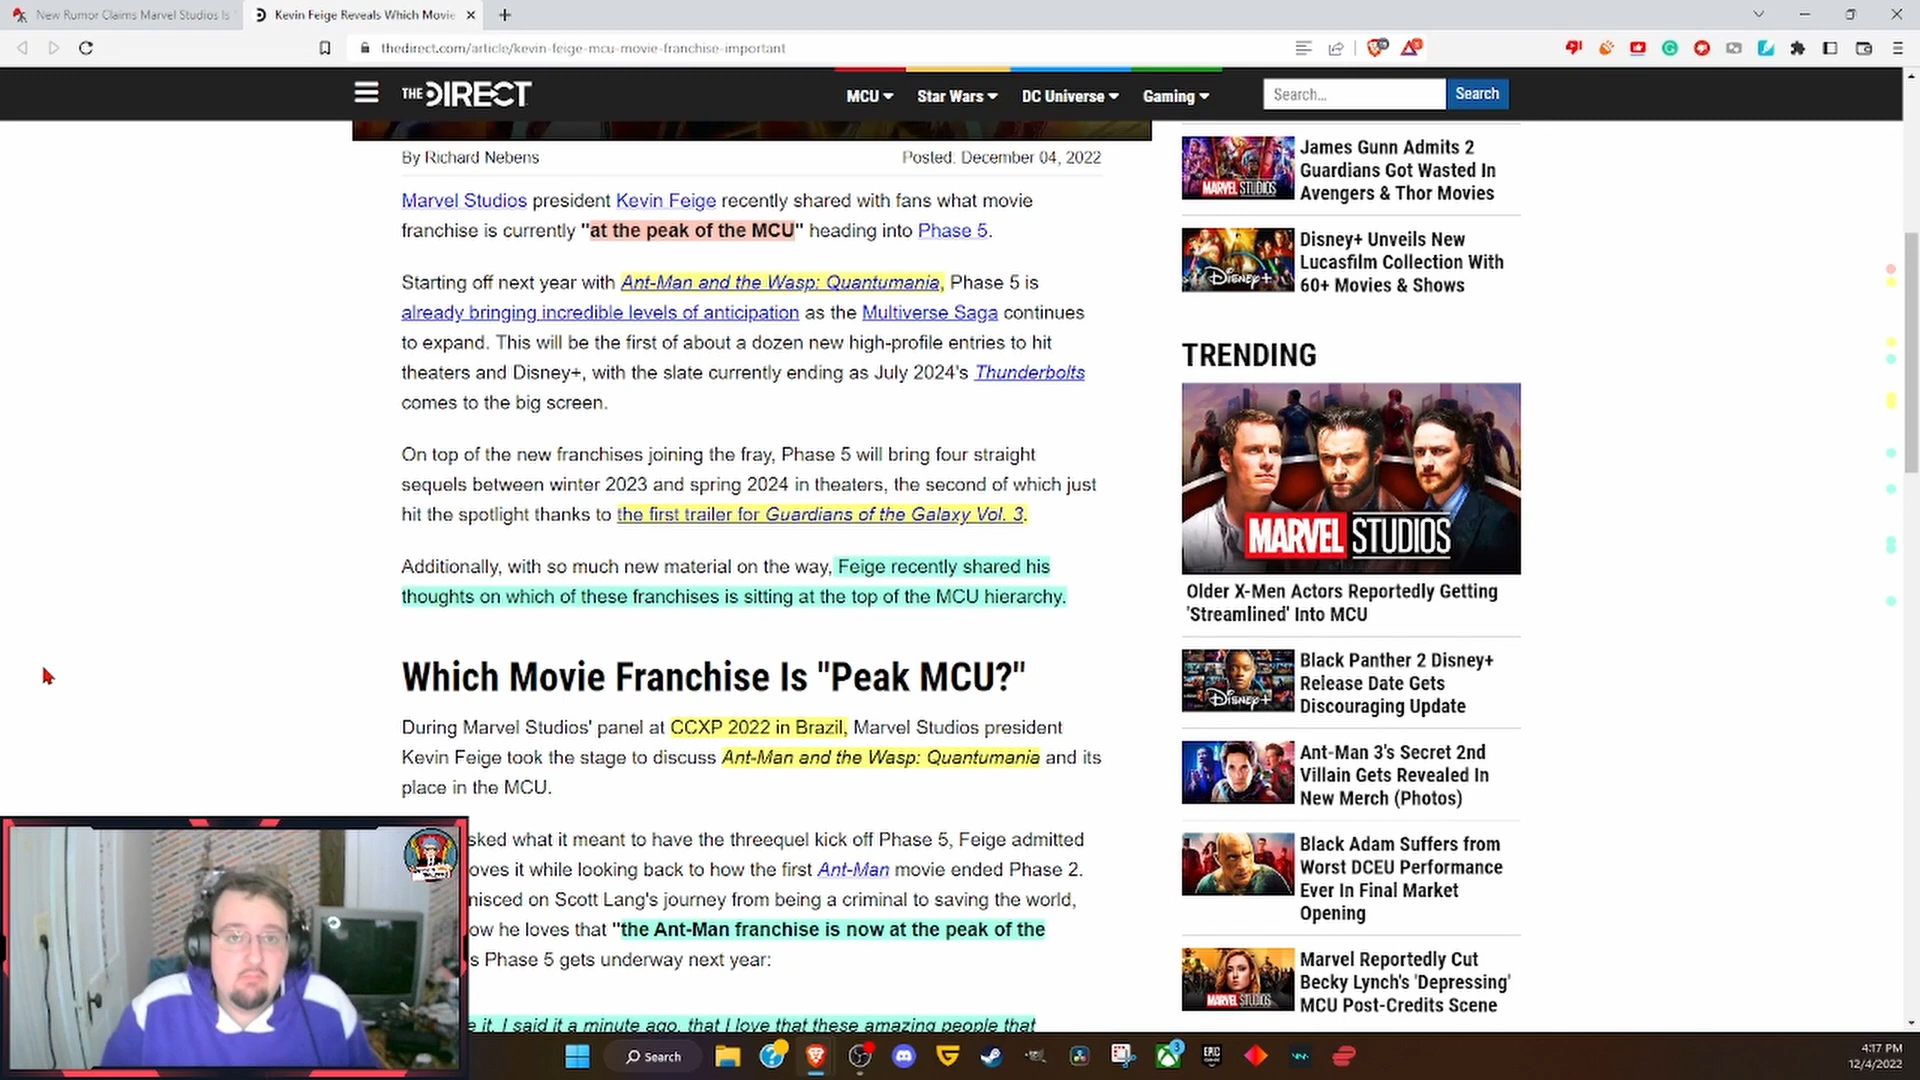 New Rumor Claims Marvel Studios Is
Kevin Feige Reveals Which Movie
thedirect.com/article/kevin-feige-mcu-movie-franchise-important
THE DIRECT
MCU
Star Wars
DC Universe
Gaming
Search...
Search
By Richard Nebens
Posted: December 04, 2022
Marvel Studios president Kevin Feige recently shared with fans what movie
franchise is currently "at the peak of the MCU" heading into Phase 5.
Starting off next year with Ant-Man and the Wasp: Quantumania, Phase 5 is
already bringing incredible levels of anticipation as the Multiverse Saga continues
to expand. This will be the first of about a dozen new high-profile entries to hit
theaters and Disney+, with the slate currently ending as July 2024's Thunderbolts
comes to the big screen.
On top of the new franchises joining the fray, Phase 5 will bring four straight
sequels between winter 2023 and spring 2024 in theaters, the second of which just
hit the spotlight thanks to the first trailer for Guardians of the Galaxy Vol. 3.
Additionally, with so much new material on the way, Feige recently shared his
thoughts on which of these franchises is sitting at the top of the MCU hierarchy.
Which Movie Franchise Is "Peak MCU?"
During Marvel Studios' panel at CCXP 2022 in Brazil, Marvel Studios president
Kevin Feige took the stage to discuss Ant-Man and the Wasp: Quantumania and its
place in the MCU.
sked what it meant to have the threequel kick off Phase 5, Feige admitted
oves it while looking back to how the first Ant-Man movie ended Phase 2.
nisced on Scott Lang's journey from being a criminal to saving the world,
ow he loves that "the Ant-Man franchise is now at the peak of the
s Phase 5 gets underway next year:
e it, I said it a minute ago, that I love that these amazing people that
MARVEL STUDIOS
James Gunn Admits 2
Guardians Got Wasted In
Avengers & Thor Movies
Disney+
Disney+ Unveils New
Lucasfilm Collection With
60+ Movies & Shows
TRENDING
MARVEL STUDIOS
Older X-Men Actors Reportedly Getting
'Streamlined' Into MCU
Disney+
Black Panther 2 Disney+
Release Date Gets
Discouraging Update
Ant-Man 3's Secret 2nd
Villain Gets Revealed In
New Merch (Photos)
Black Adam Suffers from
Worst DCEU Performance
Ever In Final Market
Opening
MARVEL STUDIOS
Marvel Reportedly Cut
Becky Lynch's 'Depressing'
MCU Post-Credits Scene
Search
3
EPIC
4:17 PM
12/4/2022